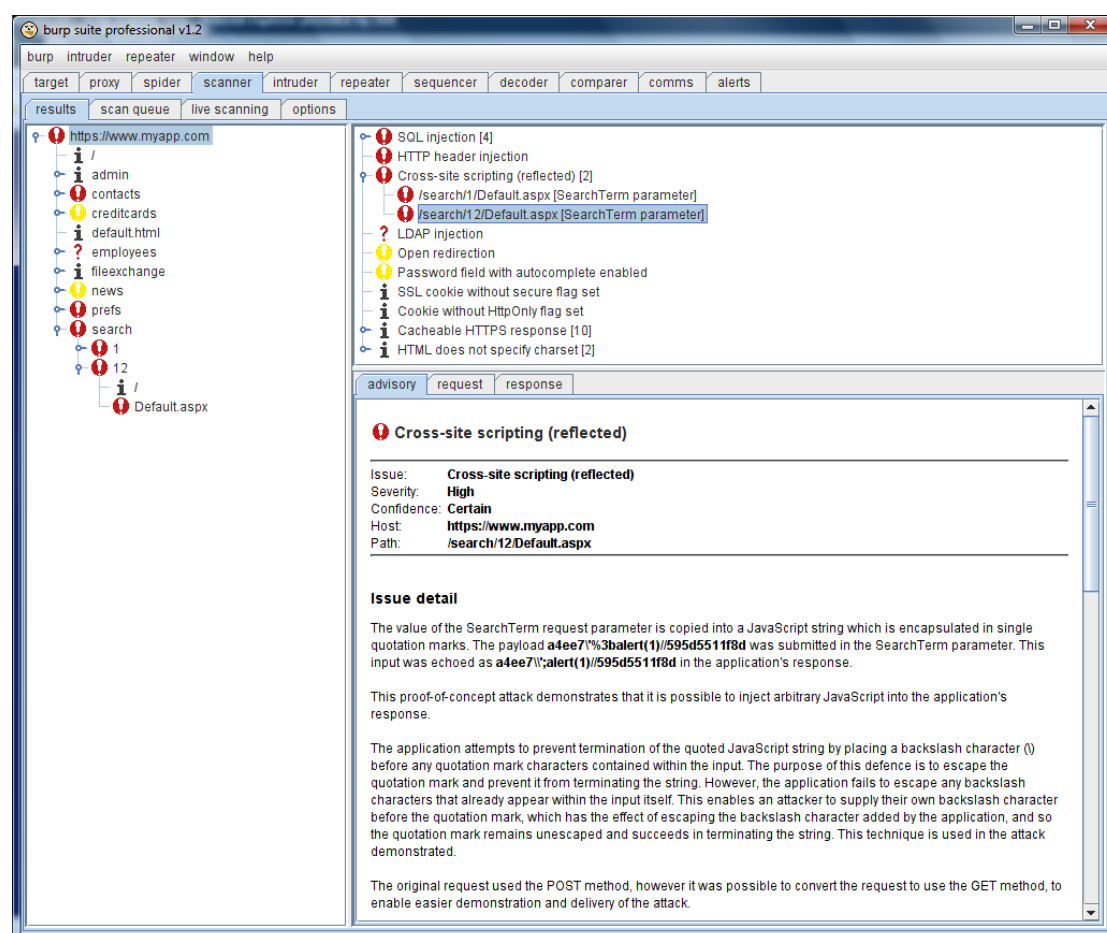 burp suite professional v1.2
burp intruder repeater window help
target proxy spider scanner intruder repeater sequencer decoder comparer comms alerts
results scan queue live scanning options
https://www.myapp.com
/
admin
contacts
creditcards
default.html
employees
fileexchange
news
prefs
search
1
12
/
Default.aspx
SQL injection [4]
HTTP header injection
Cross-site scripting (reflected) [2]
/search/1/Default.aspx [SearchTerm parameter]
/search/12/Default.aspx [SearchTerm parameter]
LDAP injection
Open redirection
Password field with autocomplete enabled
SSL cookie without secure flag set
Cookie without HttpOnly flag set
Cacheable HTTPS response [10]
HTML does not specify charset [2]
advisory request response
Cross-site scripting (reflected)
Issue: Cross-site scripting (reflected)
Severity: High
Confidence: Certain
Host: https://www.myapp.com
Path: /search/12/Default.aspx
Issue detail
The value of the SearchTerm request parameter is copied into a JavaScript string which is encapsulated in single
quotation marks. The payload a4ee7\'%3balert(1)//595d5511f8d was submitted in the SearchTerm parameter. This
input was echoed as a4ee7\\';alert(1)//595d5511f8d in the application's response.
This proof-of-concept attack demonstrates that it is possible to inject arbitrary JavaScript into the application's
response.
The application attempts to prevent termination of the quoted JavaScript string by placing a backslash character (\)
before any quotation mark characters contained within the input. The purpose of this defence is to escape the
quotation mark and prevent it from terminating the string. However, the application fails to escape any backslash
characters that already appear within the input itself. This enables an attacker to supply their own backslash character
before the quotation mark, which has the effect of escaping the backslash character added by the application, and so
the quotation mark remains unescaped and succeeds in terminating the string. This technique is used in the attack
demonstrated.
The original request used the POST method, however it was possible to convert the request to use the GET method, to
enable easier demonstration and delivery of the attack.